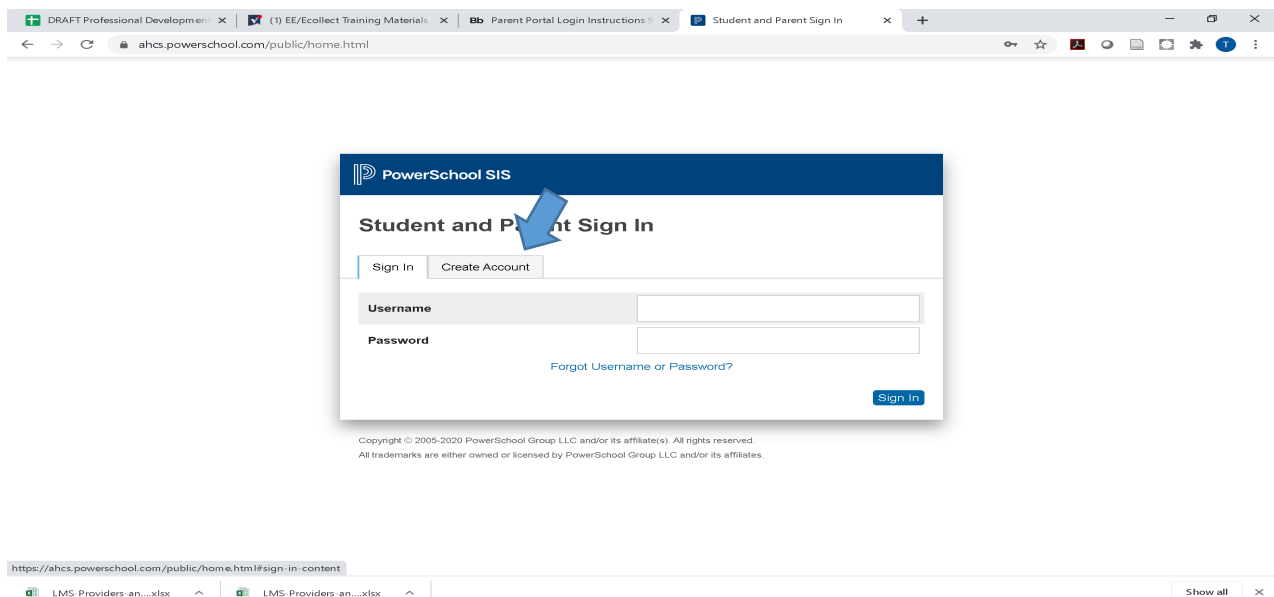 DRAFT Professional Development
(1) EE/Ecollect Training Materials
Bb Parent Portal Login Instructions
Student and Parent Sign In
ahcs.powerschool.com/public/home.html
T
PowerSchool SIS
Student and Sign In
Sign In Create Account
Username
Password
Forgot Username or Password?
Sign In
Copyright © 2005-2020 PowerSchool Group LLC and/or its affiliate(s). All rights reserved.
All trademarks are either owned or licensed by PowerSchool Group LLC and/or its affiliates.
https://ahcs.powerschool.com/public/home.html#sign-in-content
LMS-Providers-an....xlsx LMS-Providers-an....xlsx Show all